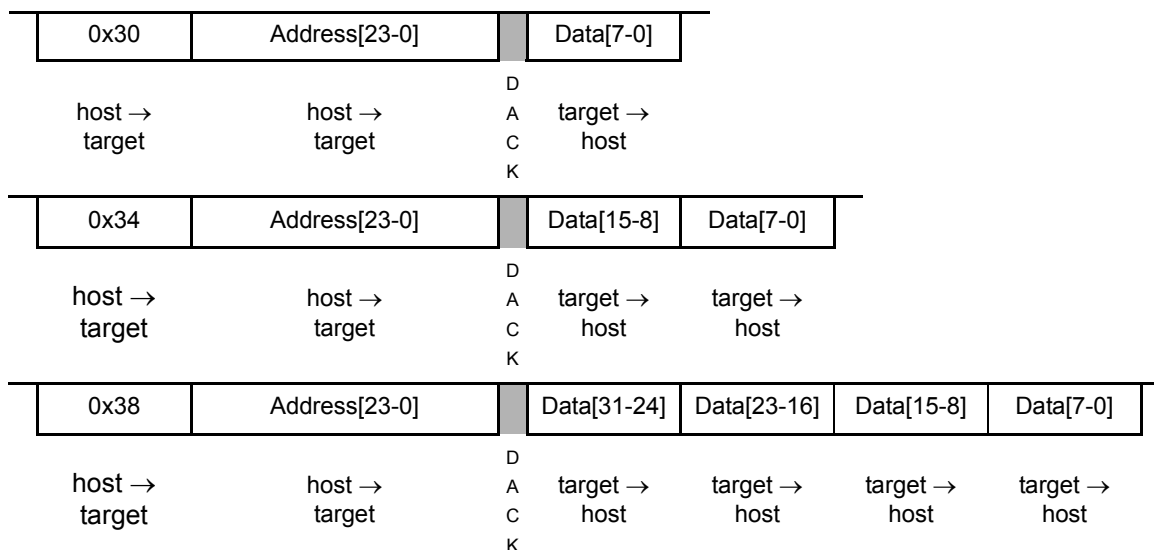 0x30 Address[23-0] Data[7-0]
host → target host → target D A C K target → host
0x34 Address[23-0] Data[15-8] Data[7-0]
host → target host → target D A C K target → host target → host
0x38 Address[23-0] Data[31-24] Data[23-16] Data[15-8] Data[7-0]
host → target host → target D A C K target → host target → host target → host target → host